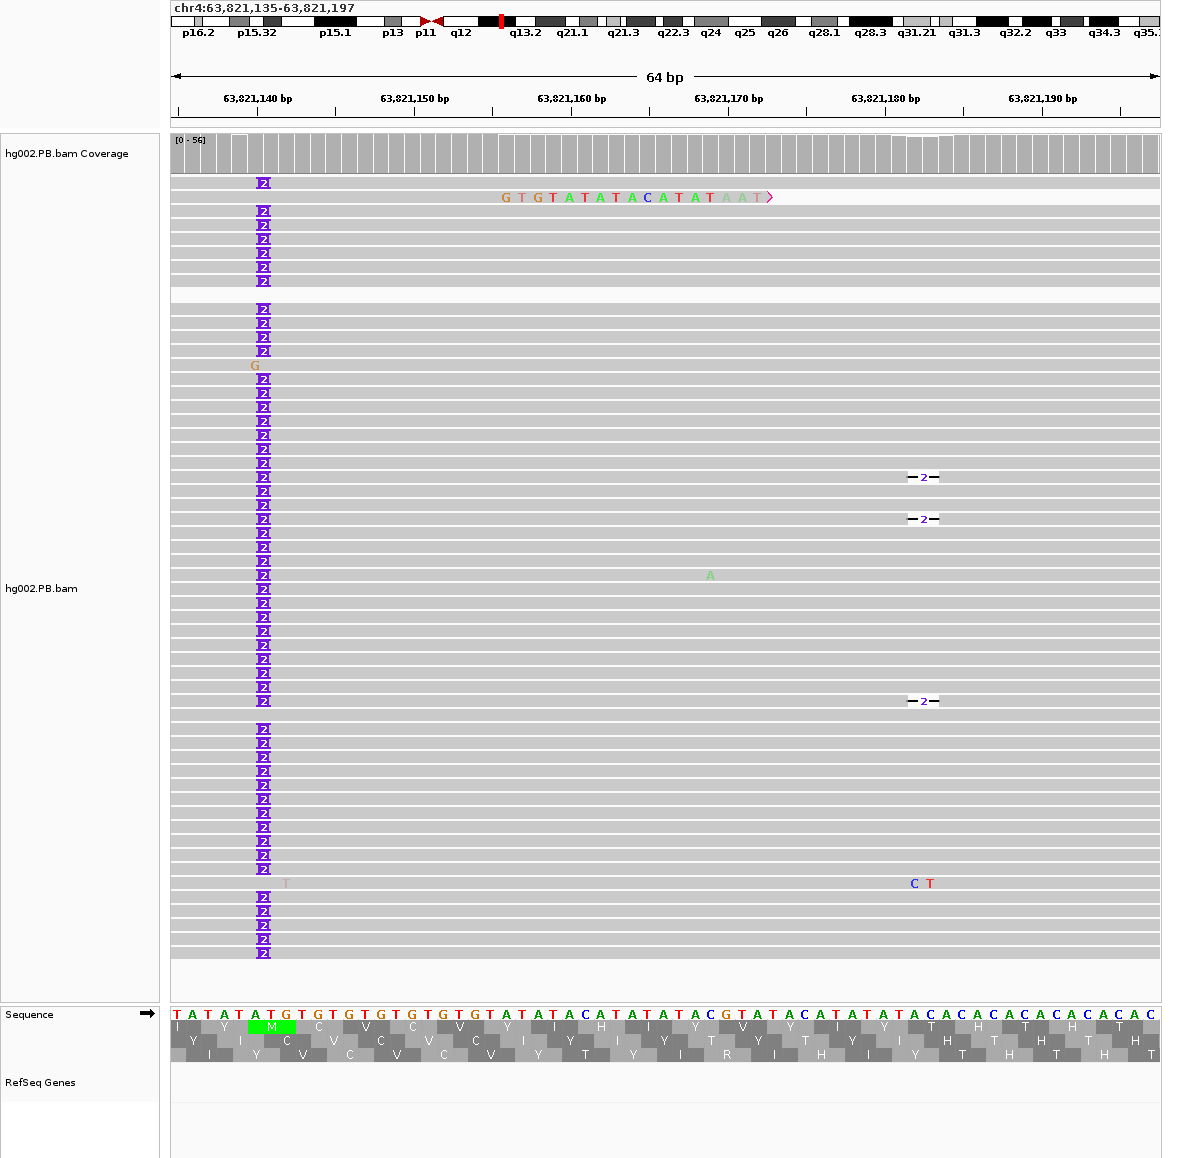 chr4:63,821,135-63,821,197
p16.2 p15.32 p15.1 p13 p11 q12 q13.2 q21.1 q21.3 q22.3 q24 q25 q26 q28.1 q28.3 q31.21 q31.3 q32.2 q33 q34.3 q35.
64 bp
63,821,140 bp 63,821,150 bp 63,821,160 bp 63,821,170 bp 63,821,180 bp 63,821,190 bp
hg002.PB.bam Coverage
[0 - 56]
2
G T G T A T A T A C A T A T A A T
2
2
2
2
2
2
2
2
2
2
G
2
2
2
2
2
2
2
2 2
2
2
2 2
2
2
2
2 A
hg002.PB.bam
2
2
2
2
2
2
2
2
2 2
2
2
2
2
2
2
2
2
2
2
2
T C T
2
2
2
2
2
Sequence
T A T A T A T G T G T G T G T G T G T G T A T A T A C A T A T A T A C G T A T A C A T A T A T A C A C A C A C A C A C A C A C
I Y M C V C V Y I H I Y V Y I Y T H T H T
Y I C V C V C I Y I Y T Y T Y I H T H T H
I Y V C V C V Y T Y I R I H I Y T H T H T
RefSeq Genes